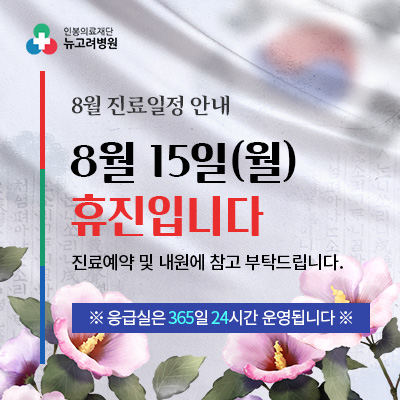 인봉의료재단
뉴고려병원
8월 진료일정 안내
8월 15일(월)
휴진입니다
진료예약 및 내원에 참고 부탁드립니다.
※ 응급실은 365일 24시간 운영됩니다 ※